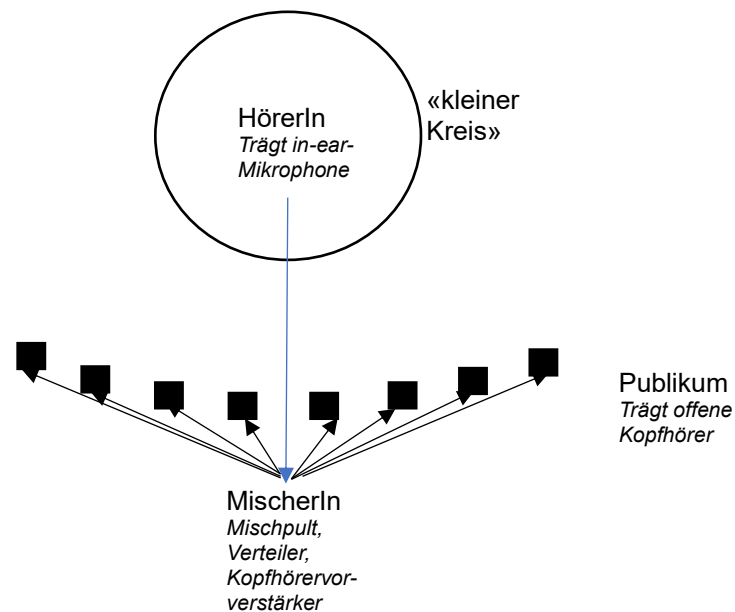 HörerIn
Trägt in-ear-
Mikrophone
«kleiner
Kreis»
Publikum
Trägt offene
Kopfhörer
MischerIn
Mischpult,
Verteiler,
Kopfhörervor-
verstärker